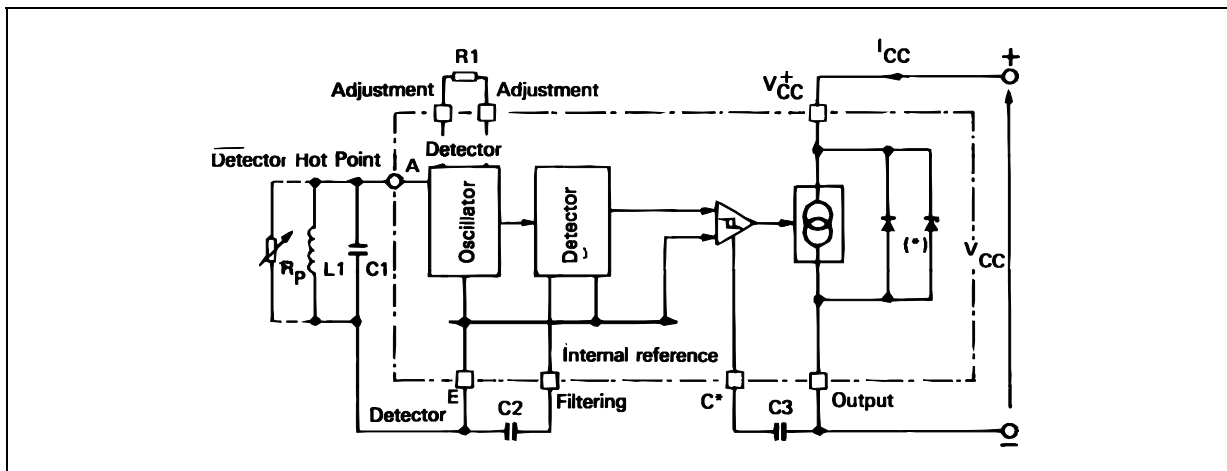 R1
ICC
+
Adjustment
Adjustment
V+CC
Detector
Detector Hot Point
A
Oscillator
Detector
(*)
VCC
RP
L1
C1
Internal reference
E
C2
Filtering
C*
C3
Output
Detector
−